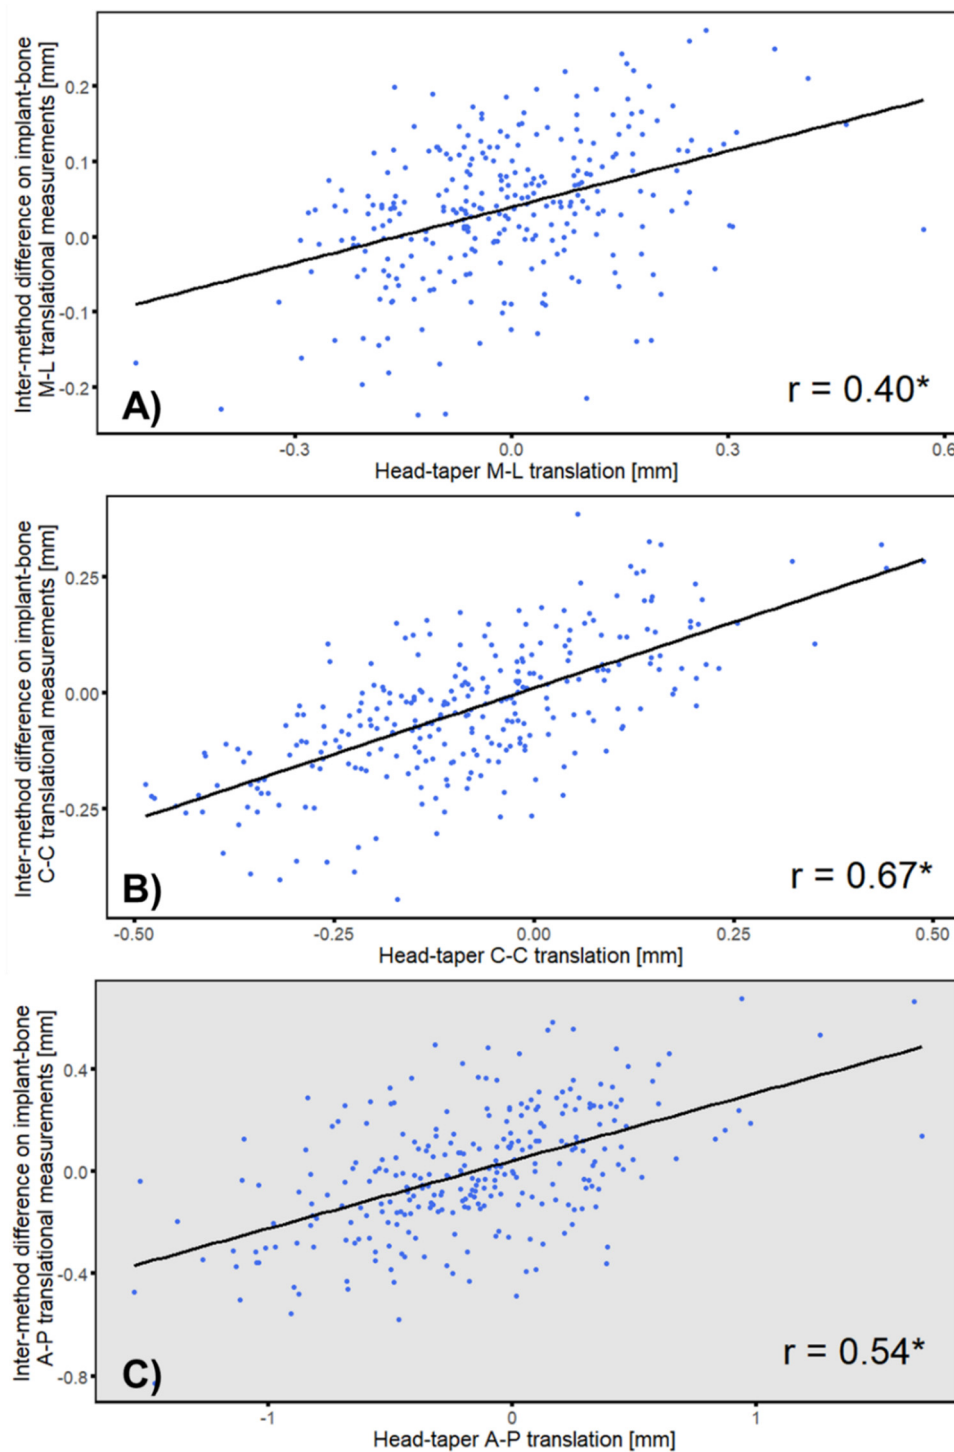 Inter-method difference on implant-bone
M-L translational measurements [mm]
0.2
0.1
0.0
-0.1
-0.2
A)
r = 0.40*
-0.3 0.0 0.3 0.6
Head-taper M-L translation [mm]
Inter-method difference on implant-bone
C-C translational measurements [mm]
0.25
0.00
-0.25
B)
r = 0.67*
-0.50 -0.25 0.00 0.25 0.50
Head-taper C-C translation [mm]
Inter-method difference on implant-bone
A-P translational measurements [mm]
0.4
0.0
-0.4
-0.8
C)
r = 0.54*
-1 0 1
Head-taper A-P translation [mm]